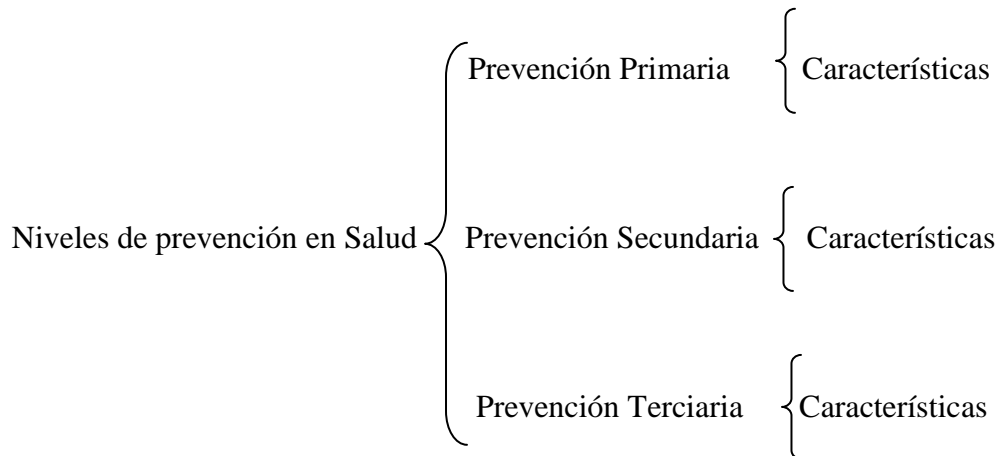 Prevención Primaria Características
Niveles de prevención en Salud Prevención Secundaria Características
Prevención Terciaria Características